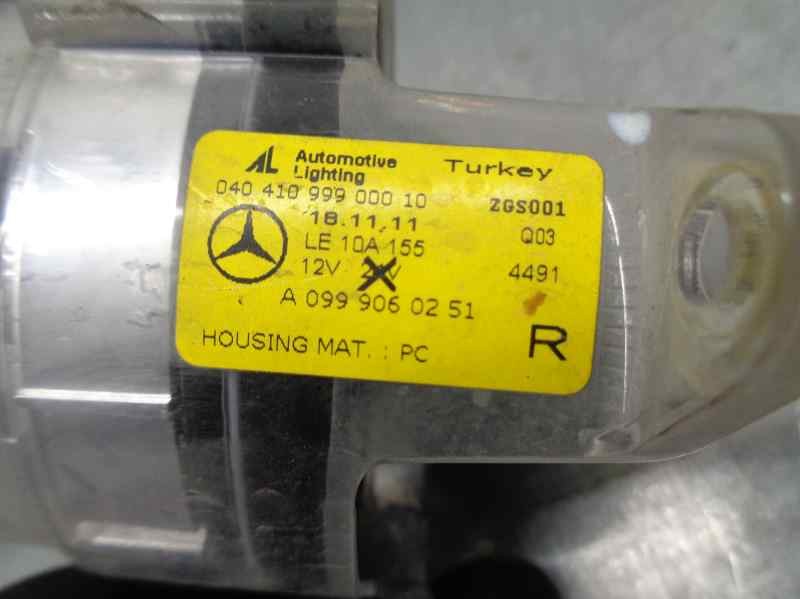 AL Automotive Lighting Turkey
040 410 999 000 10 ZGS001
18.11.11 Q03
LE 10A 155
12V 4491
A 099 906 02 51
HOUSING MAT. : PC R